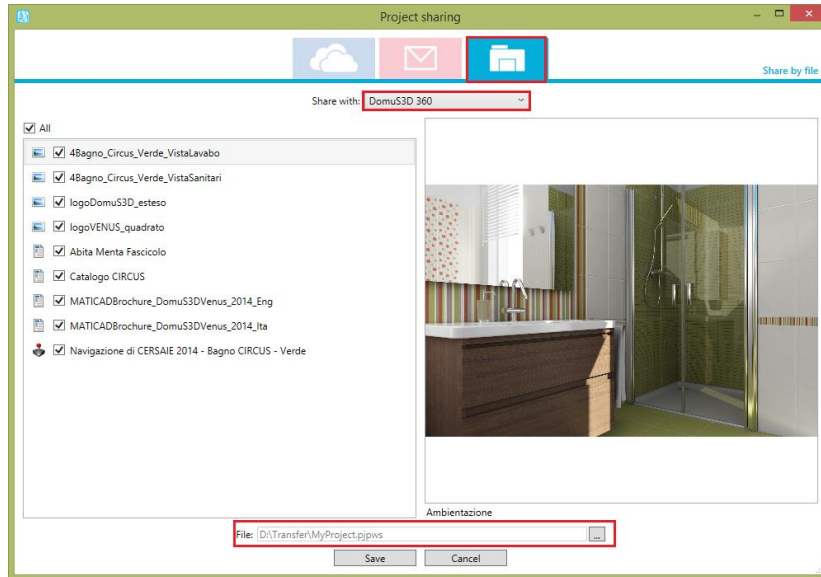 Project sharing
Share by file
Share with: DomuS3D 360
All
4Bagno_Circus_Verde_VistaLavabo
4Bagno_Circus_Verde_VistaSanitari
logoDomuS3D_esteso
logoVENUS_quadrato
Abita Menta Fascicolo
Catalogo CIRCUS
MATICADBrochure_DomuS3DVenus_2014_Eng
MATICADBrochure_DomuS3DVenus_2014_Ita
Navigazione di CERSAIE 2014 - Bagno CIRCUS - Verde
Ambientazione
File: D:\Transfer\MyProject.pjpws ...
Save Cancel